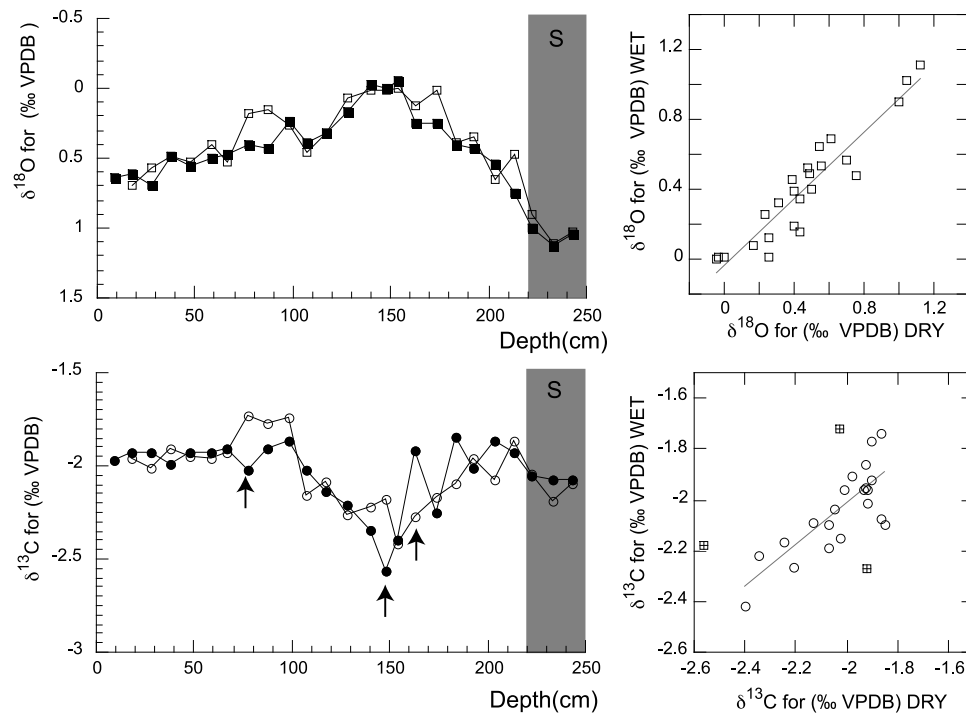 -0.5
0
0.5
1
1.5
δ18O for (‰ VPDB)
S
0 50 100 150 200 250
Depth(cm)
1.2
0.8
0.4
0
δ18O for (‰ VPDB) WET
0 0.4 0.8 1.2
δ18O for (‰ VPDB) DRY
-1.5
-2
-2.5
-3
δ13C for (‰ VPDB)
S
0 50 100 150 200 250
Depth(cm)
-1.6
-1.8
-2
-2.2
-2.4
-2.6
δ13C for (‰ VPDB) WET
-2.6 -2.4 -2.2 -2 -1.8 -1.6
δ13C for (‰ VPDB) DRY